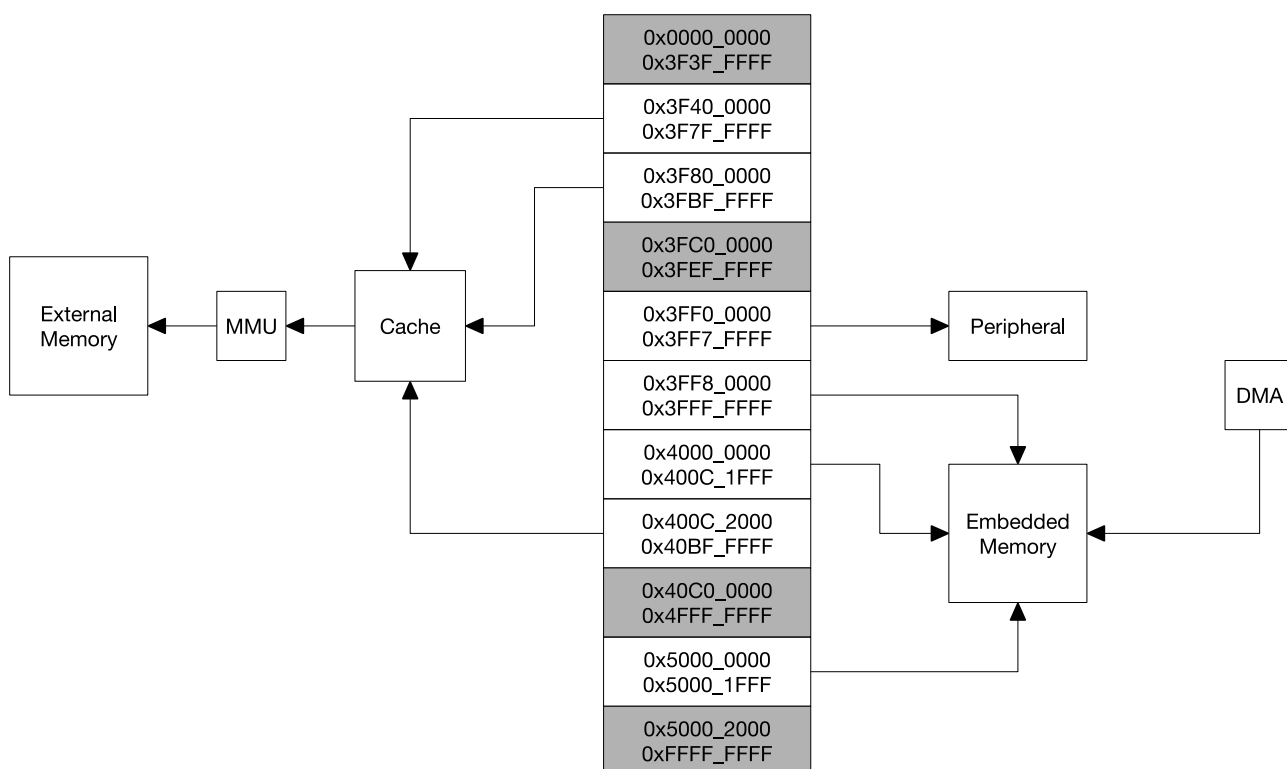 0x0000_0000
0x3F3F_FFFF
0x3F40_0000
0x3F7F_FFFF
0x3F80_0000
0x3FBF_FFFF
0x3FC0_0000
0x3FEF_FFFF
0x3FF0_0000
0x3FF7_FFFF
0x3FF8_0000
0x3FFF_FFFF
0x4000_0000
0x400C_1FFF
0x400C_2000
0x40BF_FFFF
0x40C0_0000
0x4FFF_FFFF
0x5000_0000
0x5000_1FFF
0x5000_2000
0xFFFF_FFFF
External
Memory
MMU
Cache
Peripheral
DMA
Embedded
Memory